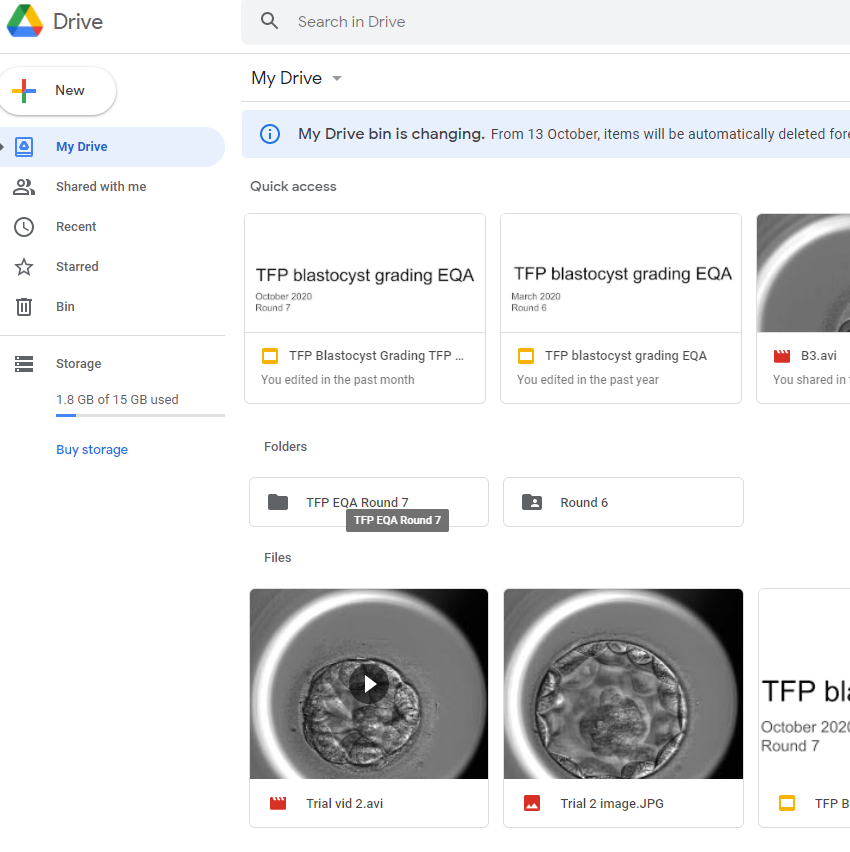 Drive
Search in Drive
New
My Drive
My Drive
Shared with me
Recent
Starred
Bin
Storage
1.8 GB of 15 GB used
Buy storage
My Drive bin is changing. From 13 October, items will be automatically deleted fore
Quick access
TFP blastocyst grading EQA
October 2020
Round 7
TFP Blastocyst Grading TFP ...
You edited in the past month
TFP blastocyst grading EQA
March 2020
Round 6
TFP blastocyst grading EQA
You edited in the past year
B3.avi
You shared in
Folders
TFP EQA Round 7
TFP EQA Round 7
Round 6
Files
Trial vid 2.avi
Trial 2 image.JPG
TFP bla
October 2020
Round 7
TFP B